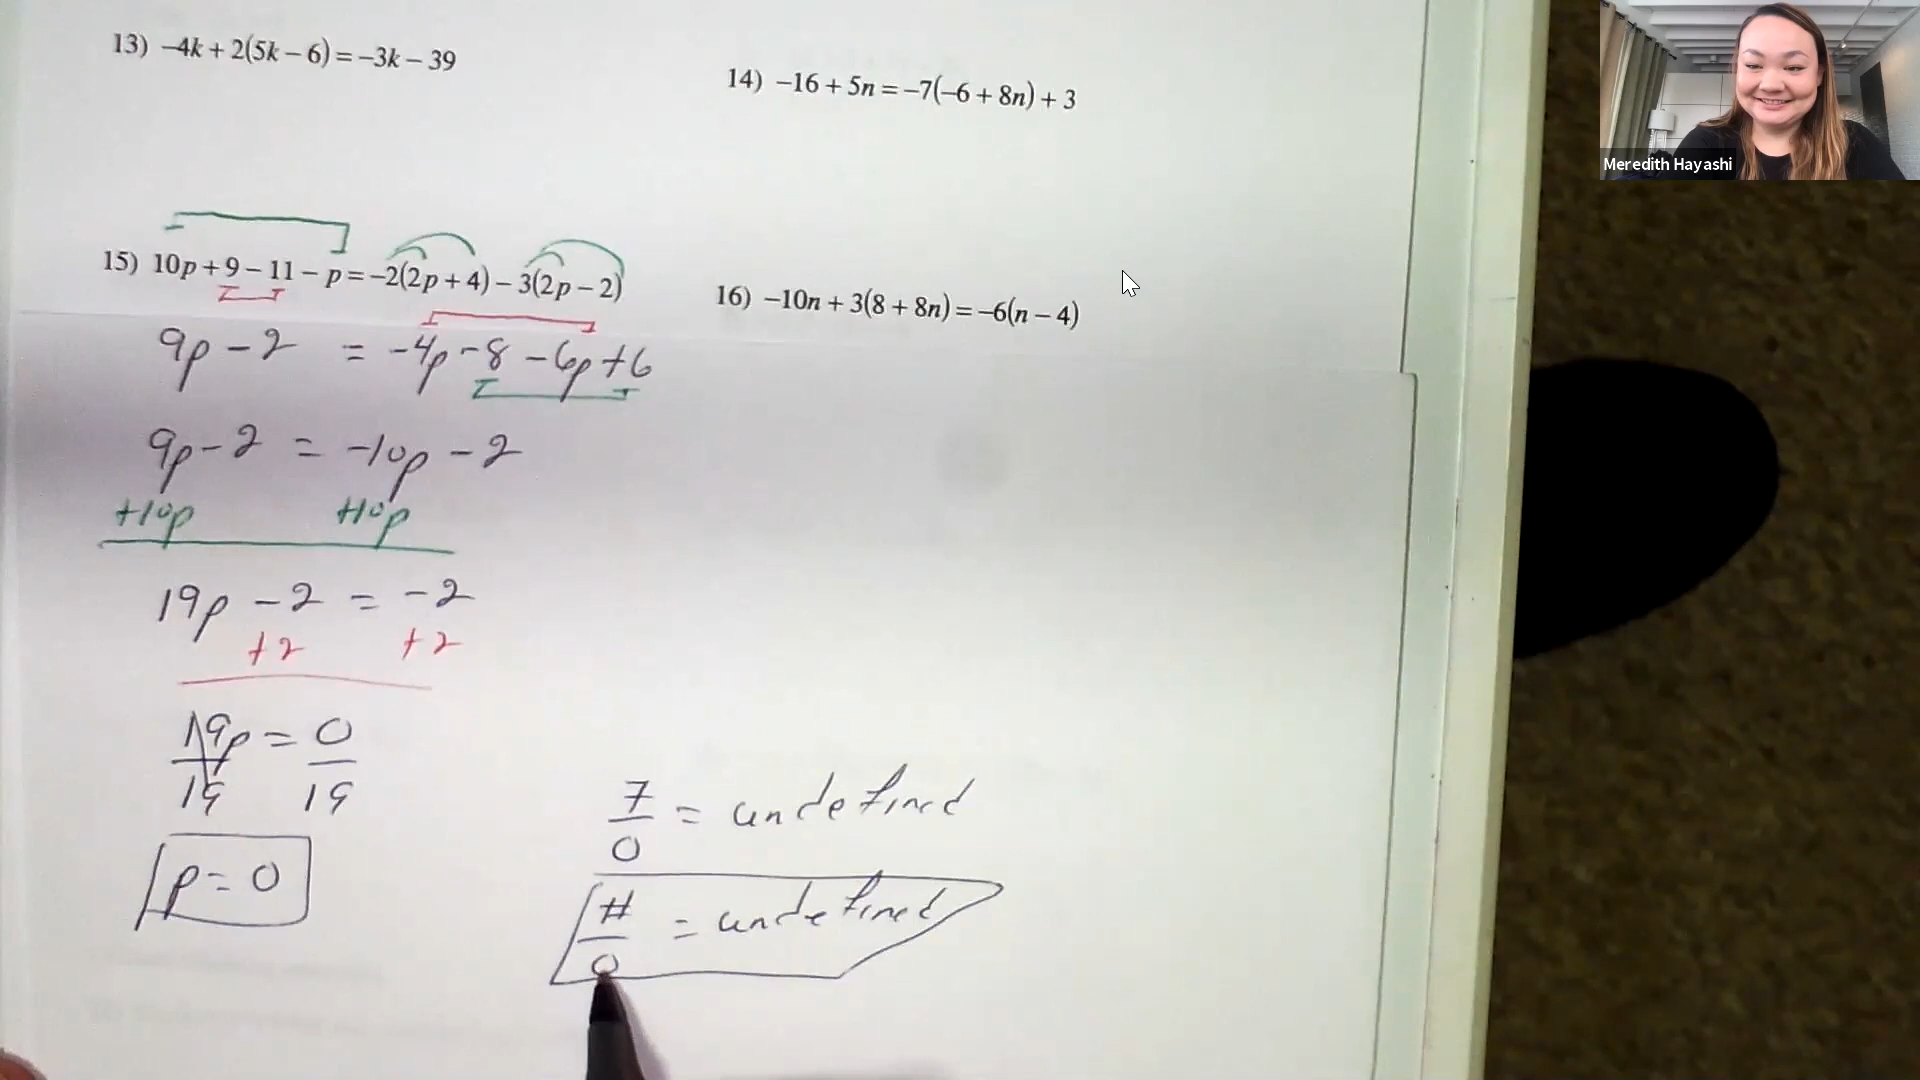 13) –4k + 2(5k – 6) = –3k – 39
14) –16 + 5n = –7(–6 + 8n) + 3
Meredith Hayashi
15) 10p + 9 – 11 – p = –2(2p + 4) – 3(2p – 2)
16) –10n + 3(8 + 8n) = –6(n – 4)
9p – 2 = –4p – 8 – 6p + 6
9p – 2 = –10p – 2
+10p +10p
19p – 2 = –2
+2 +2
19p = 0
19 19
p = 0
7
0
= undefined
#
0
= undefined